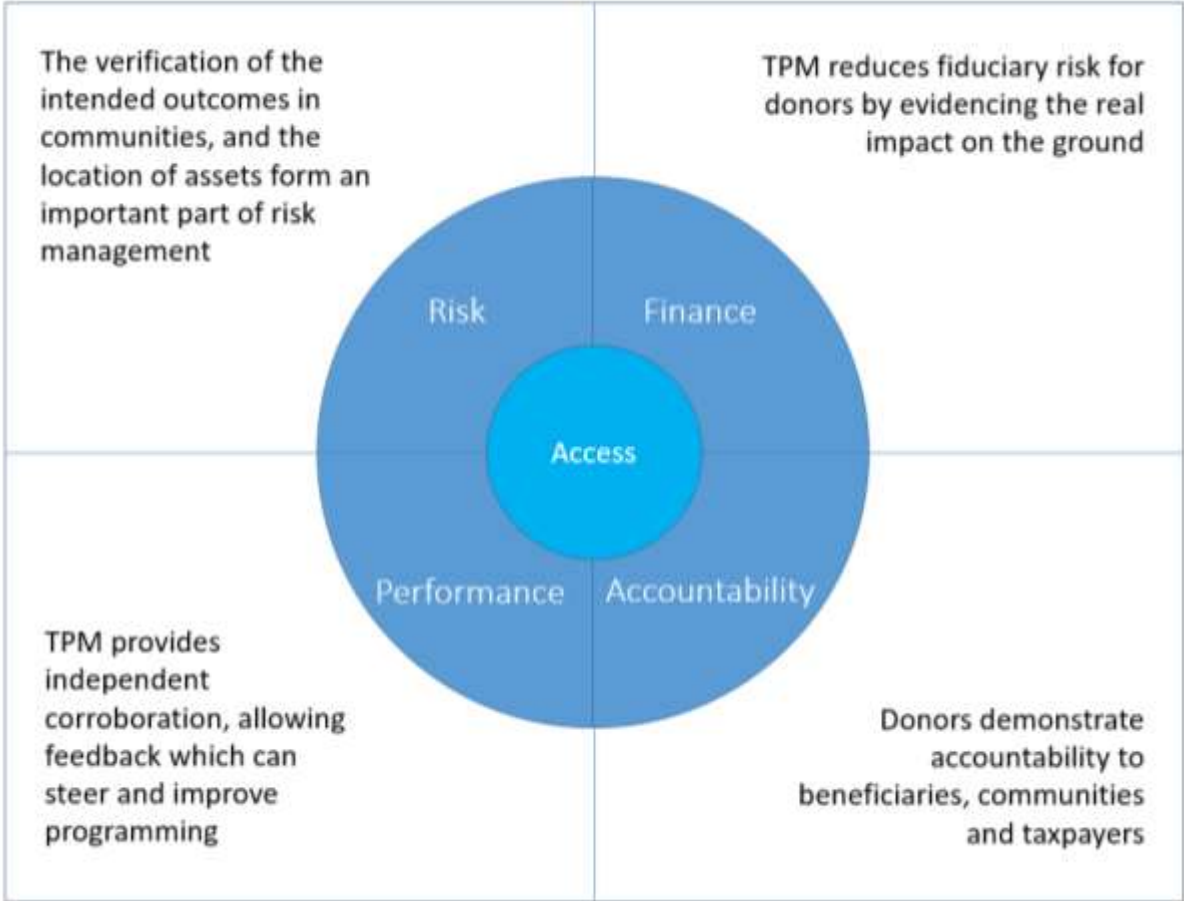 The verification of the
intended outcomes in
communities, and the
location of assets form an
important part of risk
management
TPM reduces fiduciary risk for
donors by evidencing the real
impact on the ground
Risk
Finance
Access
Performance
Accountability
TPM provides
independent
corroboration, allowing
feedback which can
steer and improve
programming
Donors demonstrate
accountability to
beneficiaries, communities
and taxpayers